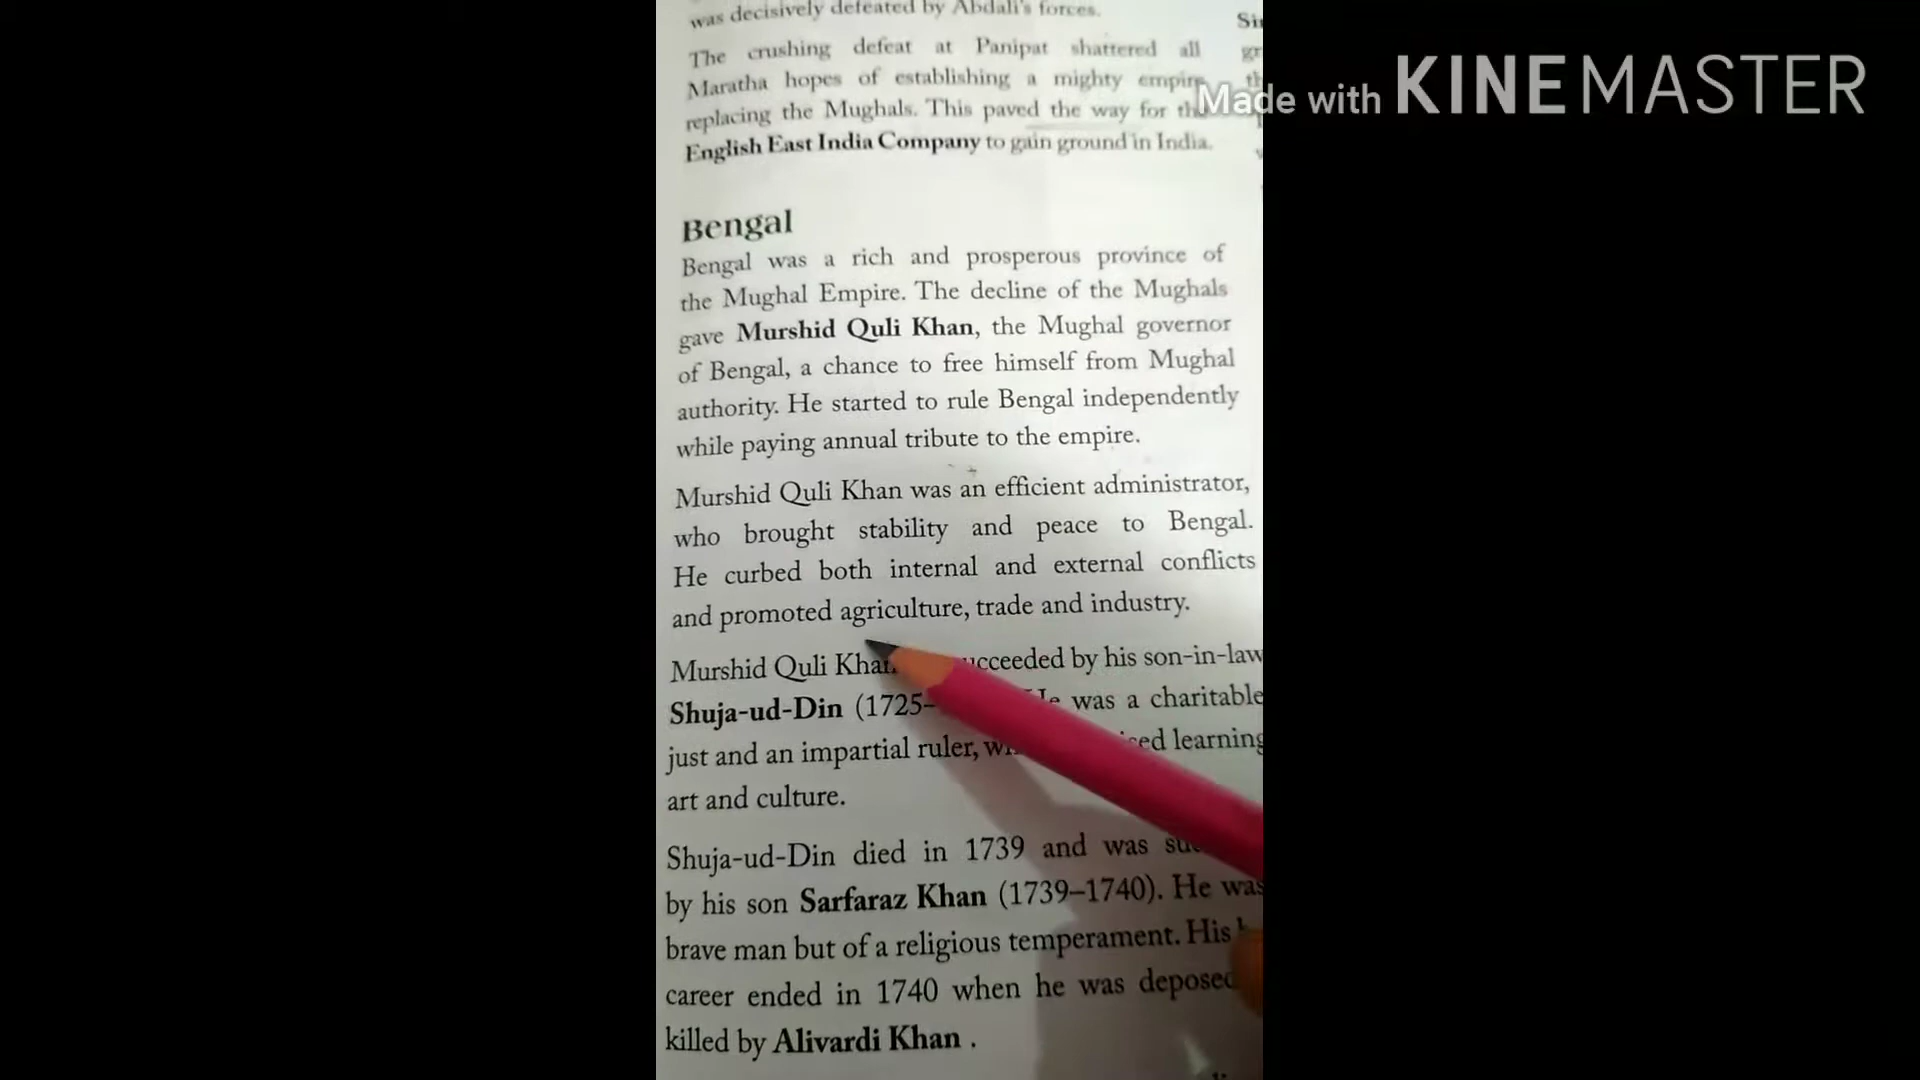 was decisively defeated by Abdali's forces.
The crushing defeat at Panipat shattered all
Maratha hopes of establishing a mighty empire
replacing the Mughals. This paved the way for
English East India Company to gain ground in India.
Made with KINEMASTER
Bengal
Bengal was a rich and prosperous province of
the Mughal Empire. The decline of the Mughals
gave Murshid Quli Khan, the Mughal governor
of Bengal, a chance to free himself from Mughal
authority. He started to rule Bengal independently
while paying annual tribute to the empire.
Murshid Quli Khan was an efficient administrator,
who brought stability and peace to Bengal.
He curbed both internal and external conflicts
and promoted agriculture, trade and industry.
Murshid Quli Khan succeeded by his son-in-law
Shuja-ud-Din (1725– He was a charitable
just and an impartial ruler, learning
art and culture.
Shuja-ud-Din died in 1739 and was
by his son Sarfaraz Khan (1739–1740). He was
brave man but of a religious temperament. His
career ended in 1740 when he was deposed
killed by Alivardi Khan .